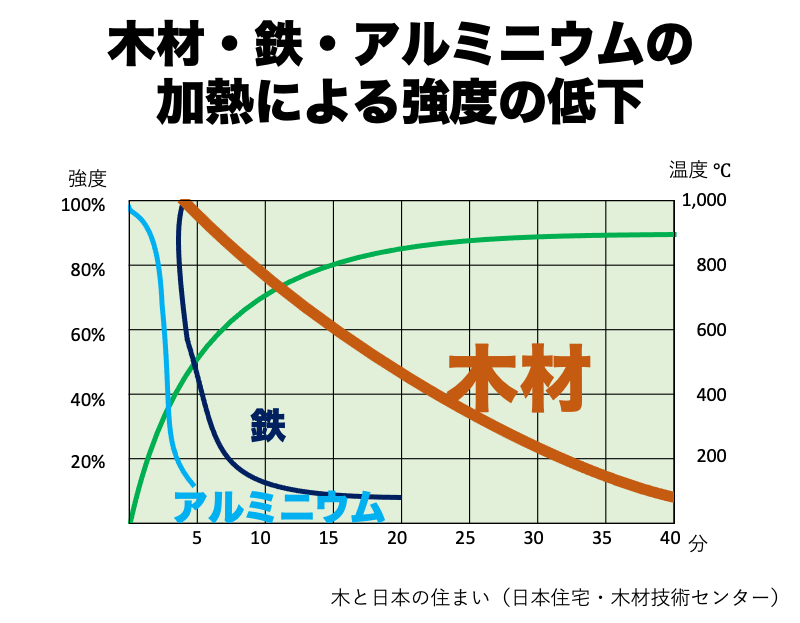 木材・鉄・アルミニウムの
加熱による強度の低下
強度
温度 ℃
100%
80%
60%
40%
20%
1,000
800
600
400
200
木材
鉄
アルミニウム
5 10 15 20 25 30 35 40 分
木と日本の住まい（日本住宅・木材技術センター）